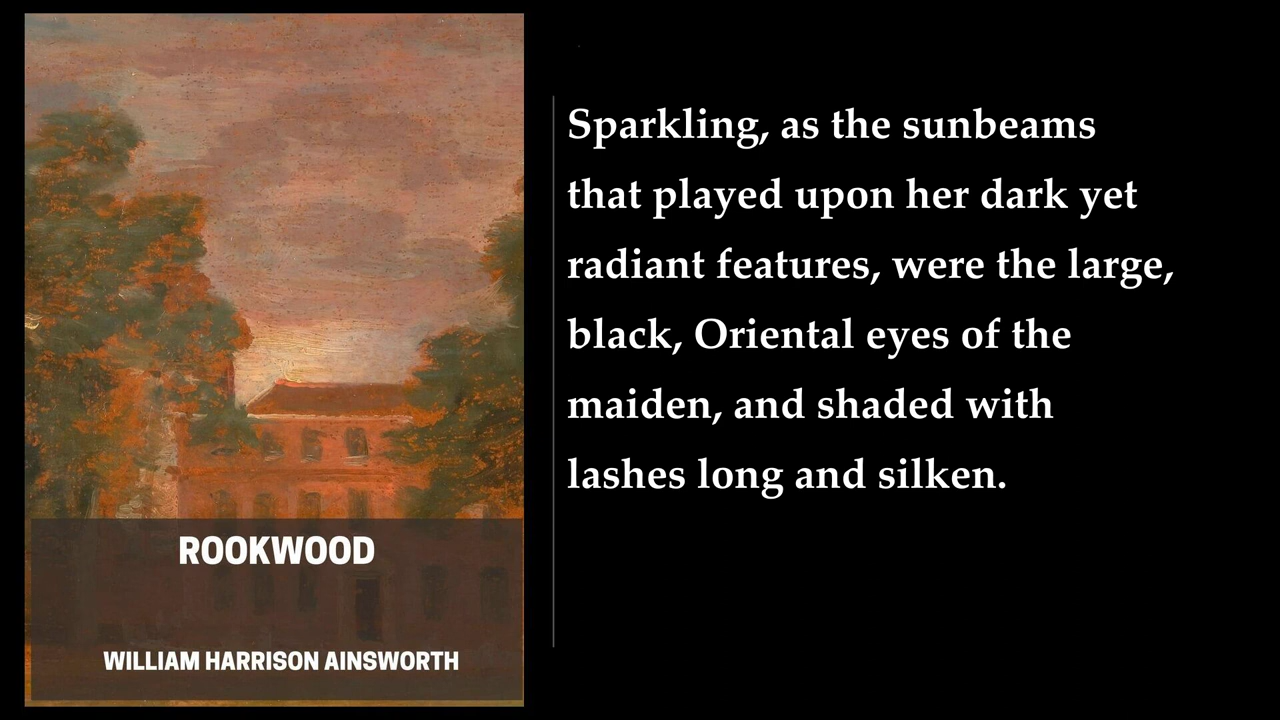 ROOKWOOD
WILLIAM HARRISON AINSWORTH
Sparkling, as the sunbeams
that played upon her dark yet
radiant features, were the large,
black, Oriental eyes of the
maiden, and shaded with
lashes long and silken.